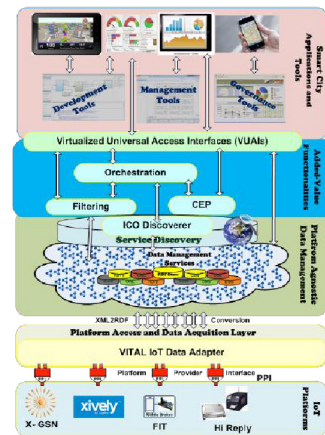 Smart City
Applications and
Tools
Development
Tools
Management
Tools
Governance
Tools
Virtualized Universal Access Interfaces (VUAIs)
Added-Value
Functionalities
Orchestration
Filtering
CEP
ICO Discoverer
Service Discovery
Data Management
Services
Platfrom Agnostic
Data Management
XML2RDF
Conversion
Platform Access and Data Acquition Layer
VITAL IoT Data Adapter
Platform Provider Interface
PPI
IoT
Platforms
X-GSN
xively
FIT
Hi Reply